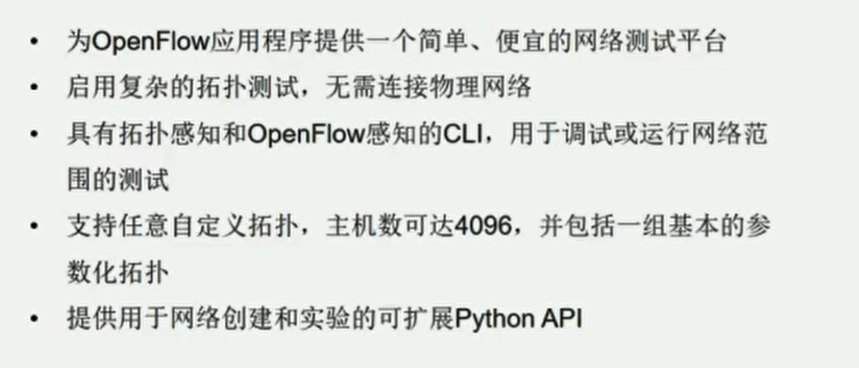 • 为OpenFlow应用程序提供一个简单、便宜的网络测试平台
• 启用复杂的拓扑测试，无需连接物理网络
• 具有拓扑感知和OpenFlow感知的CLI，用于调试或运行网络范
围的测试
• 支持任意自定义拓扑，主机数可达4096，并包括一组基本的参
数化拓扑
• 提供用于网络创建和实验的可扩展Python API